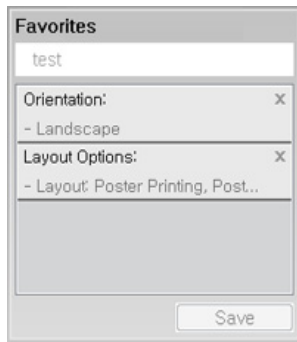 Favorites
test
Orientation: x
- Landscape
Layout Options: x
- Layout: Poster Printing, Post...
Save